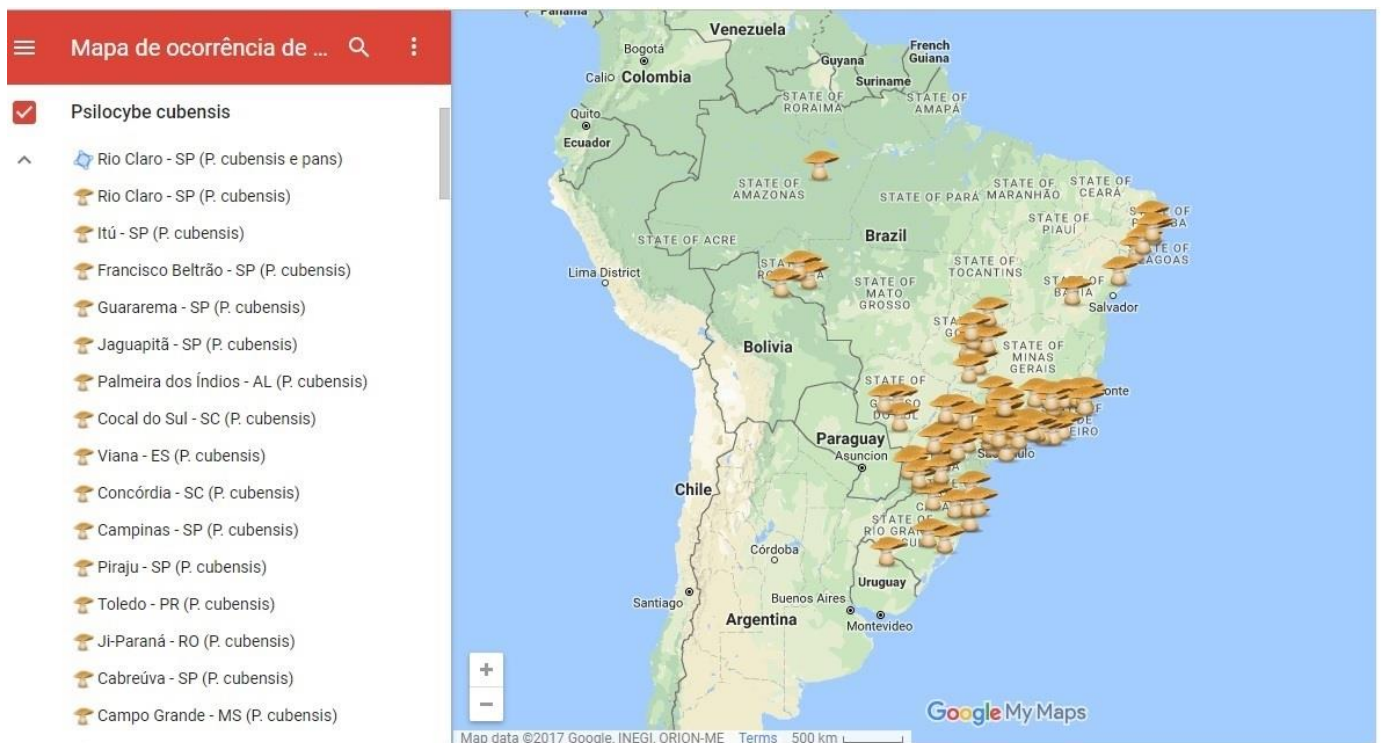 Mapa de ocorrência de ...
Psilocybe cubensis
Rio Claro - SP (P. cubensis e pans)
Rio Claro - SP (P. cubensis)
Itú - SP (P. cubensis)
Francisco Beltrão - SP (P. cubensis)
Guararema - SP (P. cubensis)
Jaguapitã - SP (P. cubensis)
Palmeira dos Índios - AL (P. cubensis)
Cocal do Sul - SC (P. cubensis)
Viana - ES (P. cubensis)
Concórdia - SC (P. cubensis)
Campinas - SP (P. cubensis)
Piraju - SP (P. cubensis)
Toledo - PR (P. cubensis)
Ji-Paraná - RO (P. cubensis)
Cabreúva - SP (P. cubensis)
Campo Grande - MS (P. cubensis)
Panama
Venezuela
Bogotá
Guyana
French
Guiana
Cali
Colombia
Suriname
STATE OF
RORAIMA
STATE OF
AMAPÁ
Quito
Ecuador
STATE OF
AMAZONAS
STATE OF PARÁ
STATE OF
MARANHÃO
STATE OF
CEARÁ
STATE OF
PIAUÍ
STATE OF ACRE
Brazil
Lima District
STATE OF
MATO
GROSSO
STATE OF
TOCANTINS
Salvador
Bolivia
STATE OF
MINAS
GERAIS
STATE OF
Paraguay
Asuncion
Chile
STATE OF
Córdoba
Uruguay
Santiago
Buenos Aires
Argentina
Montevideo
+
−
Google My Maps
Map data ©2017 Google, INEGI, ORION-ME Terms 500 km